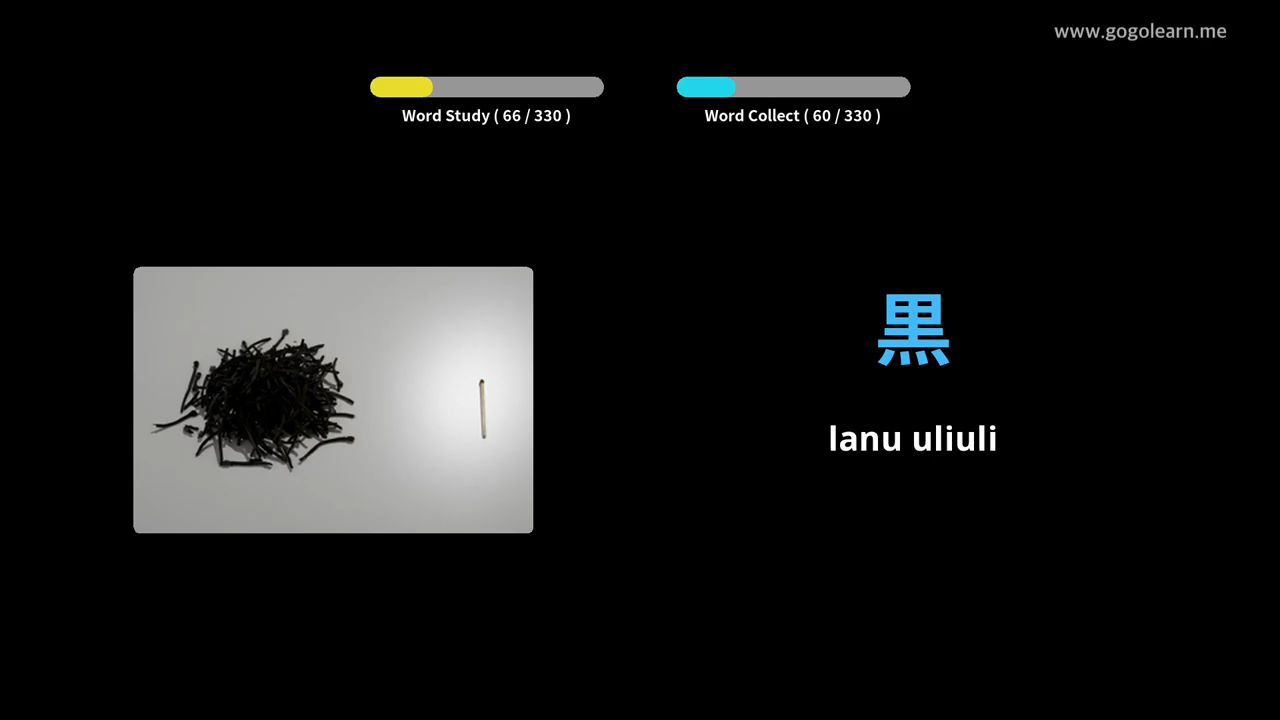 www.gogolearn.me
Word Study ( 66 / 330 )
Word Collect ( 60 / 330 )
黒
lanu uliuli